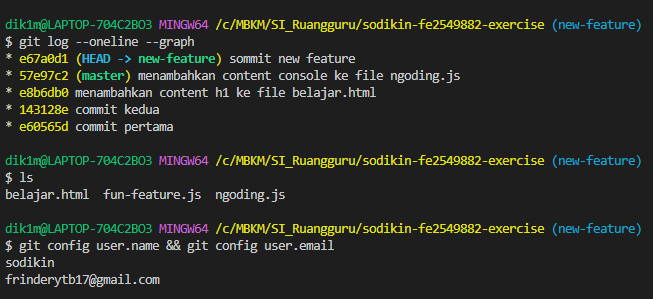 dik1m@LAPTOP-704C2BO3 MINGW64 /c/MBKM/SI_Ruangguru/sodikin-fe2549882-exercise (new-feature)
$ git log --oneline --graph
* e67a0d1 (HEAD -> new-feature) sommit new feature
* 57e97c2 (master) menambahkan content console ke file ngoding.js
* e8b6db0 menambahkan content h1 ke file belajar.html
* 143128e commit kedua
* e60565d commit pertama
dik1m@LAPTOP-704C2BO3 MINGW64 /c/MBKM/SI_Ruangguru/sodikin-fe2549882-exercise (new-feature)
$ ls
belajar.html  fun-feature.js  ngoding.js
dik1m@LAPTOP-704C2BO3 MINGW64 /c/MBKM/SI_Ruangguru/sodikin-fe2549882-exercise (new-feature)
$ git config user.name && git config user.email
sodikin
frinderytb17@gmail.com